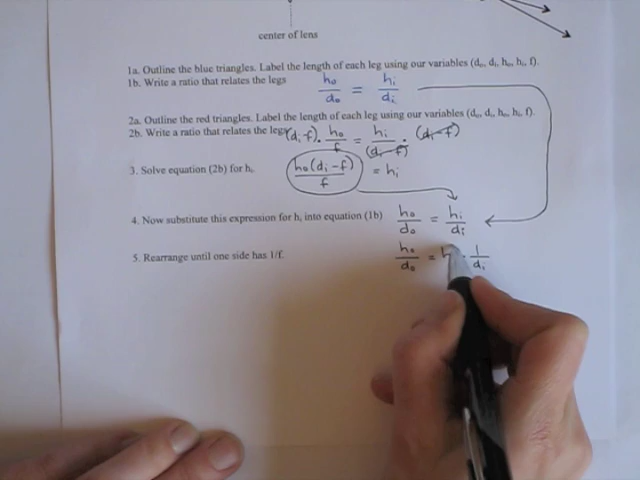 center of lens
1a. Outline the blue triangles. Label the length of each leg using our variables (dₒ, dᵢ, hₒ, hᵢ, f).
1b. Write a ratio that relates the legs hₒ/dₒ = hᵢ/dᵢ
2a. Outline the red triangles. Label the length of each leg using our variables (dₒ, dᵢ, hₒ, hᵢ, f).
2b. Write a ratio that relates the legs (dᵢ-f)· hₒ/f = hᵢ/(dᵢ-f) · (dᵢ-f)
3. Solve equation (2b) for hᵢ hₒ(dᵢ-f)/f = hᵢ
4. Now substitute this expression for hᵢ into equation (1b) hₒ/dₒ = hᵢ/dᵢ
5. Rearrange until one side has 1/f. hₒ/dₒ = h · 1/dᵢ